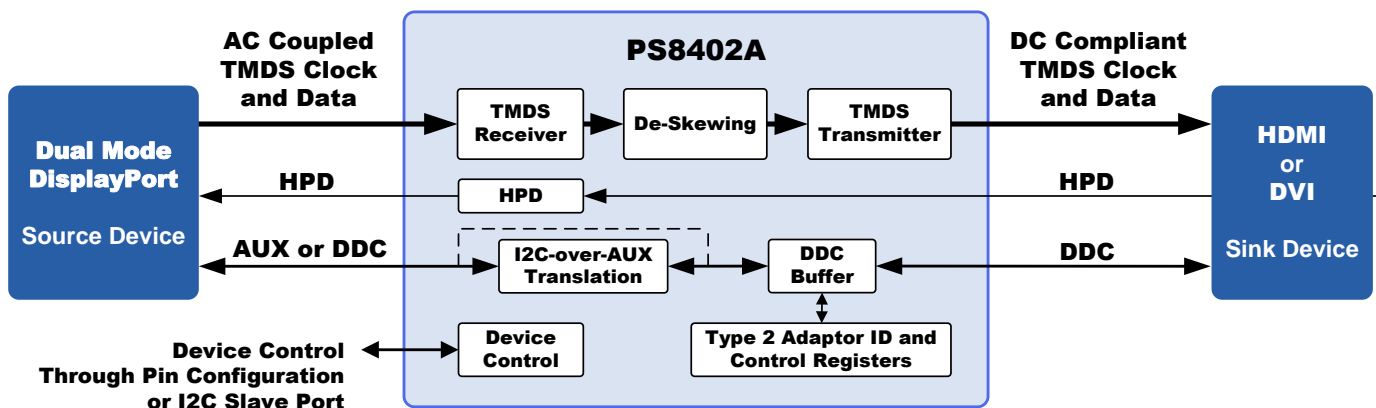 PS8402A
AC Coupled
TMDS Clock
and Data
DC Compliant
TMDS Clock
and Data
Dual Mode
DisplayPort
Source Device
TMDS
Receiver
De-Skewing
TMDS
Transmitter
HDMI
or
DVI
Sink Device
HPD
HPD
HPD
AUX or DDC
I2C-over-AUX
Translation
DDC
Buffer
DDC
Device Control
Through Pin Configuration
or I2C Slave Port
Device
Control
Type 2 Adaptor ID and
Control Registers